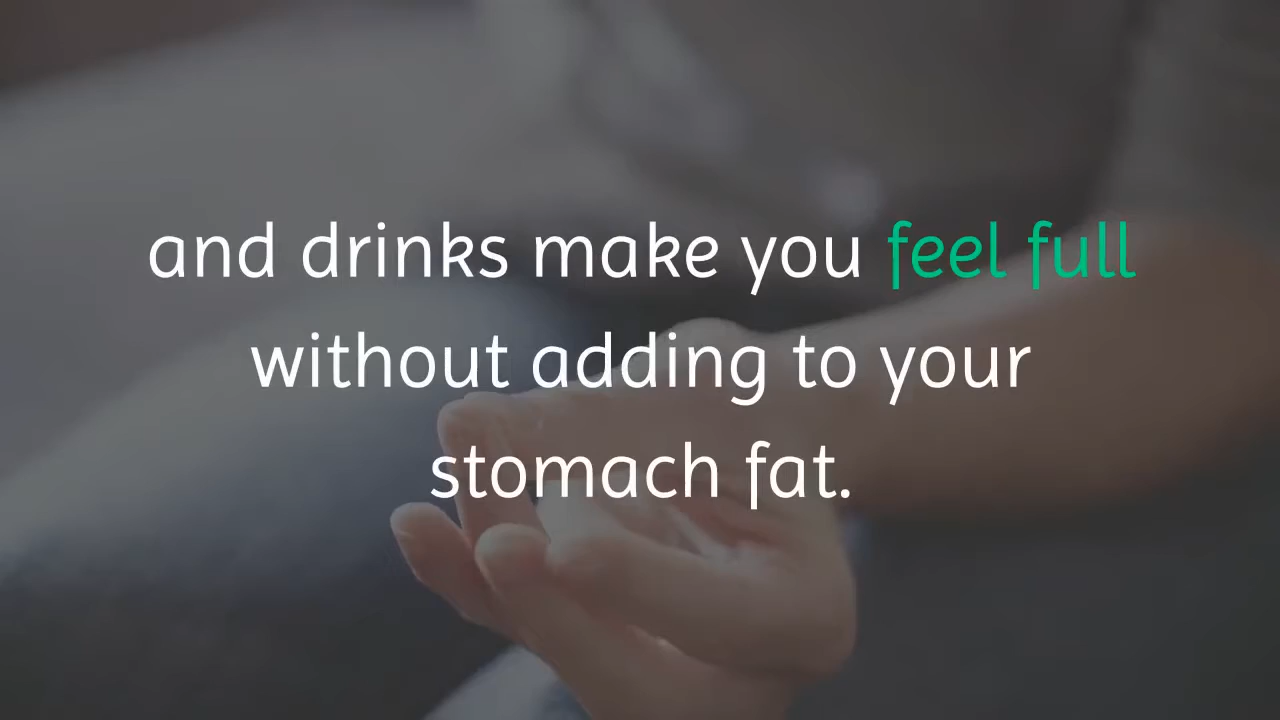 and drinks make you feel full
without adding to your
stomach fat.